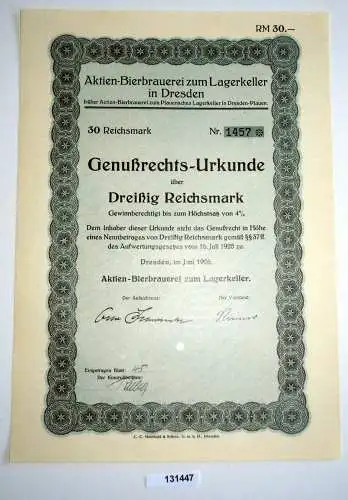 RM 30.—
Aktien-Bierbrauerei zum Lagerkeller
in Dresden
früher Aktien-Bierbrauerei zum Plauenschen Lagerkeller in Dresden-Plauen.
30 Reichsmark Nr. 1457
Genußrechts-Urkunde
über
Dreißig Reichsmark
Gewinnberechtigt bis zum Höchstsatz von 4%
Dem Inhaber dieser Urkunde steht das Genußrecht in Höhe
eines Nennbetrages von Dreißig Reichsmark gemäß §§ 37 ff.
des Aufwertungsgesetzes vom 16. Juli 1925 zu.
Dresden, im Juni 1926.
Aktien-Bierbrauerei zum Lagerkeller.
Der Aufsichtsrat: Der Vorstand:
Eingetragen Blatt: 45
Der Kontrollbeamte:
131447